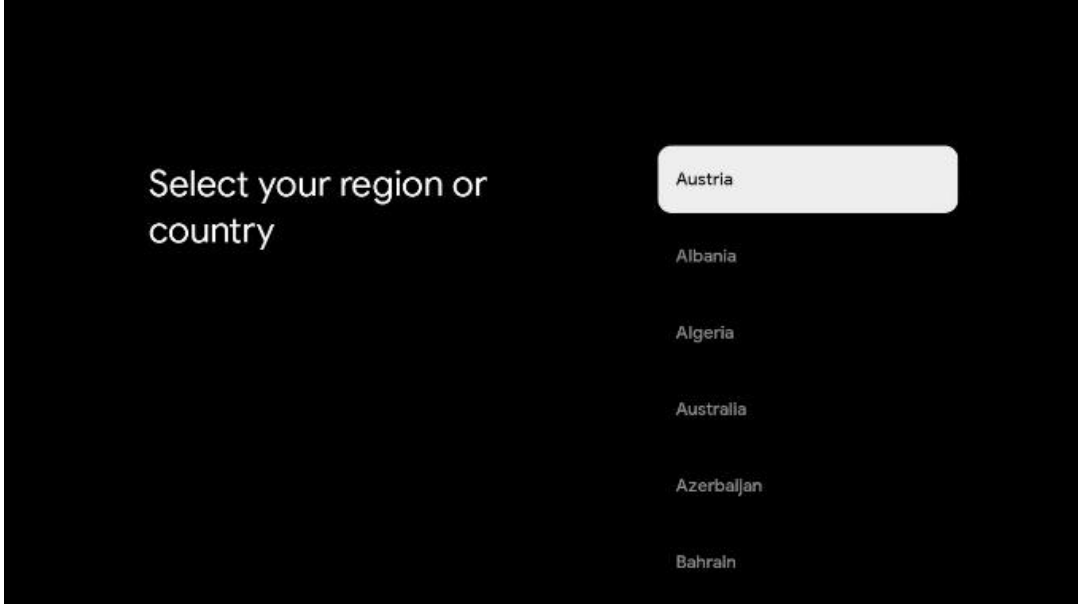 Select your region or
country
Austria
Albania
Algeria
Australia
Azerbaijan
Bahrain